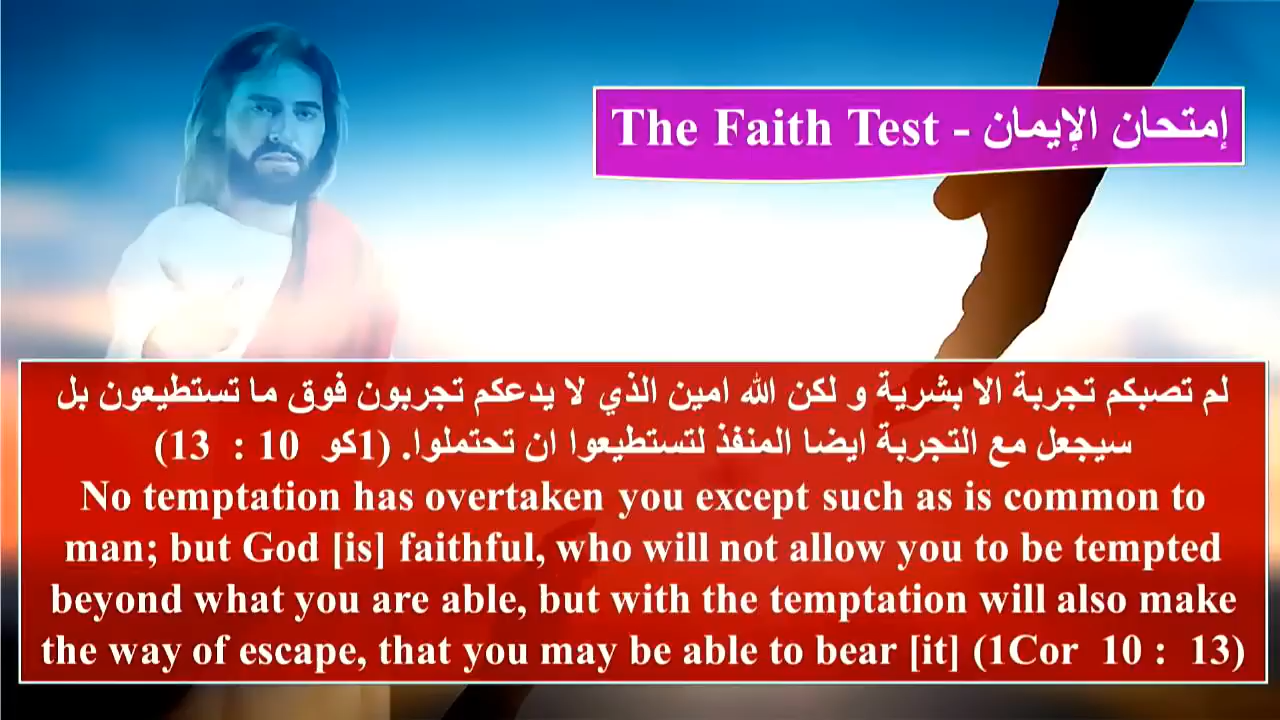 The Faith Test - إمتحان الإيمان
لم تصبكم تجربة الا بشرية و لكن الله امين الذي لا يدعكم تجربون فوق ما تستطيعون بل
سيجعل مع التجربة ايضا المنفذ لتستطيعوا ان تحتملوا. (1كو  10 :  13)
No temptation has overtaken you except such as is common to
man; but God [is] faithful, who will not allow you to be tempted
beyond what you are able, but with the temptation will also make
the way of escape, that you may be able to bear [it] (1Cor  10 :  13)